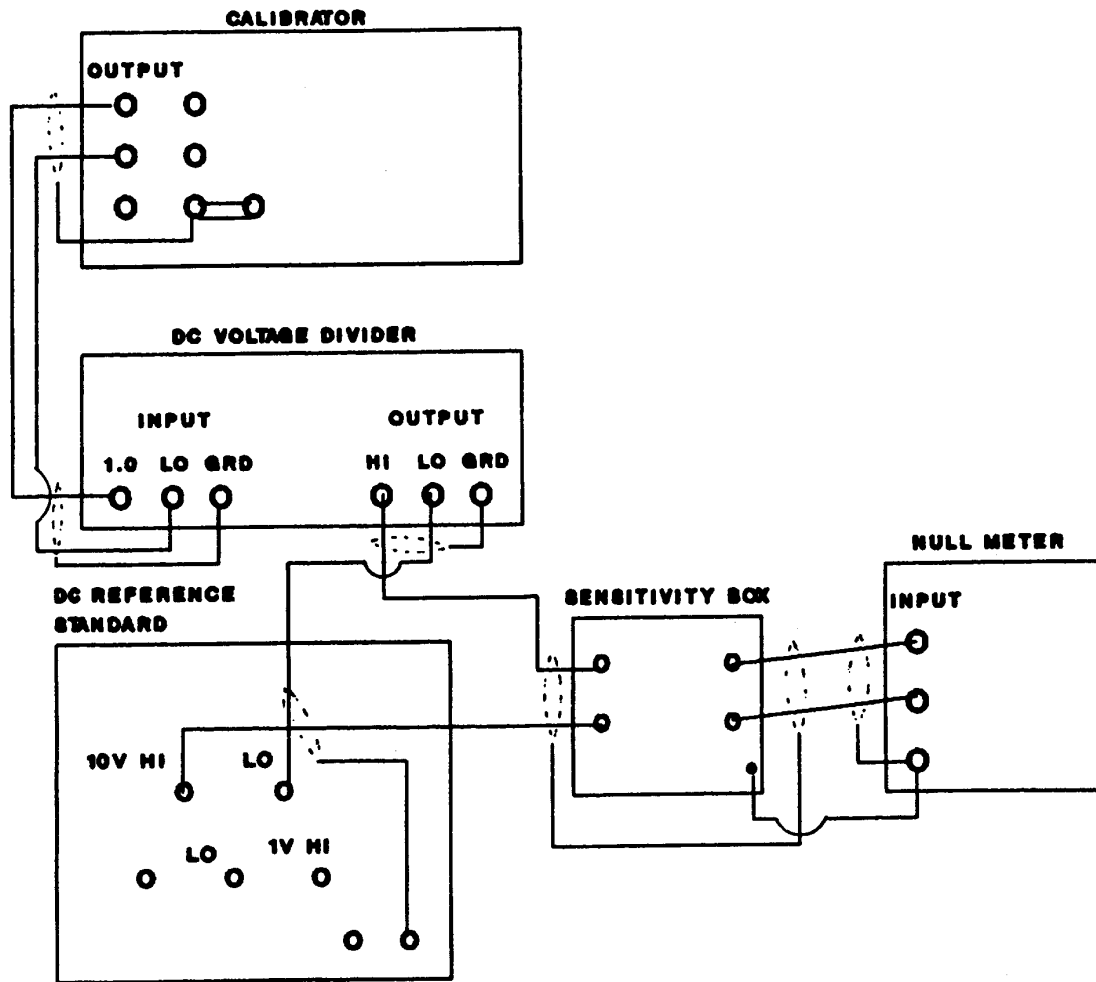 CALIBRATOR
OUTPUT
DC VOLTAGE DIVIDER
INPUT
OUTPUT
1.0 LO GRD
HI LO GRD
NULL METER
INPUT
SENSITIVITY BOX
DC REFERENCE
STANDARD
10V HI
LO
LO
1V HI